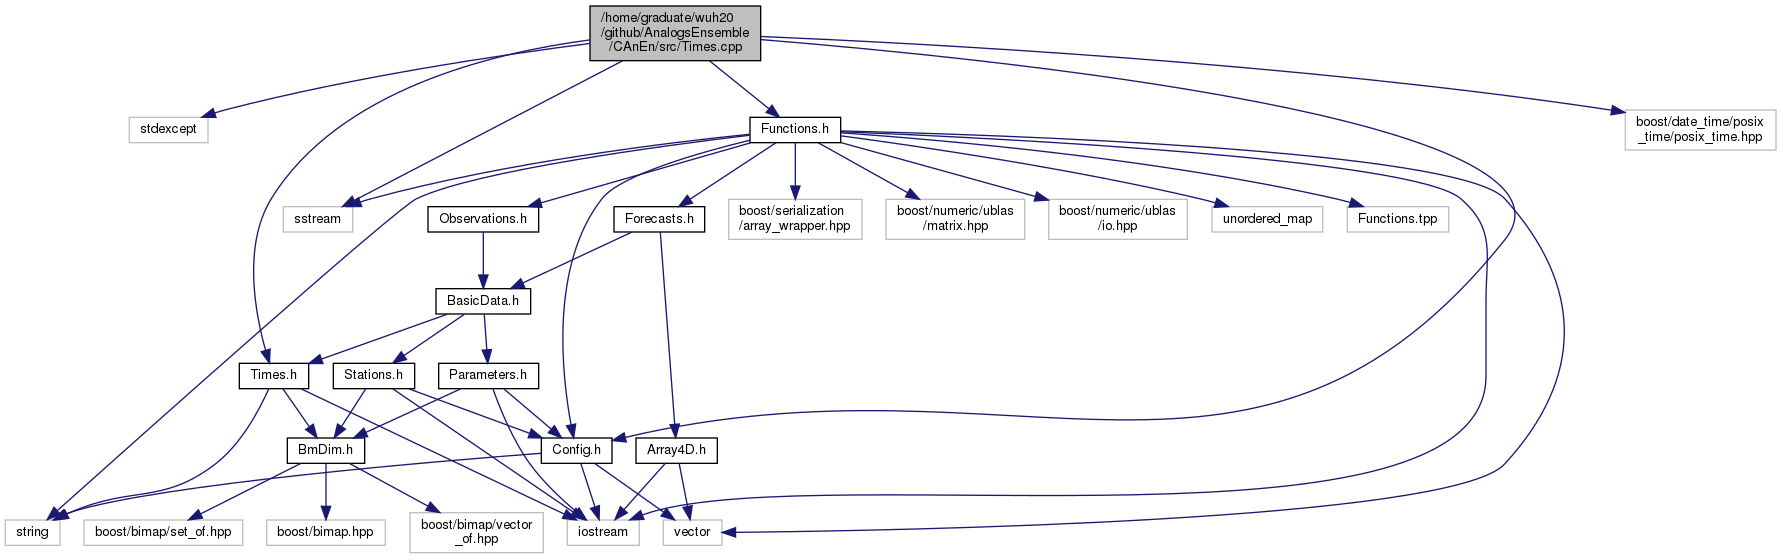 /home/graduate/wuh20
/github/AnalogsEnsemble
/CAnEn/src/Times.cpp
stdexcept
Functions.h
boost/date_time/posix
_time/posix_time.hpp
sstream
Observations.h
Forecasts.h
boost/serialization
/array_wrapper.hpp
boost/numeric/ublas
/matrix.hpp
boost/numeric/ublas
/io.hpp
unordered_map
Functions.tpp
BasicData.h
Times.h
Stations.h
Parameters.h
BmDim.h
Config.h
Array4D.h
string
boost/bimap/set_of.hpp
boost/bimap.hpp
boost/bimap/vector
_of.hpp
iostream
vector